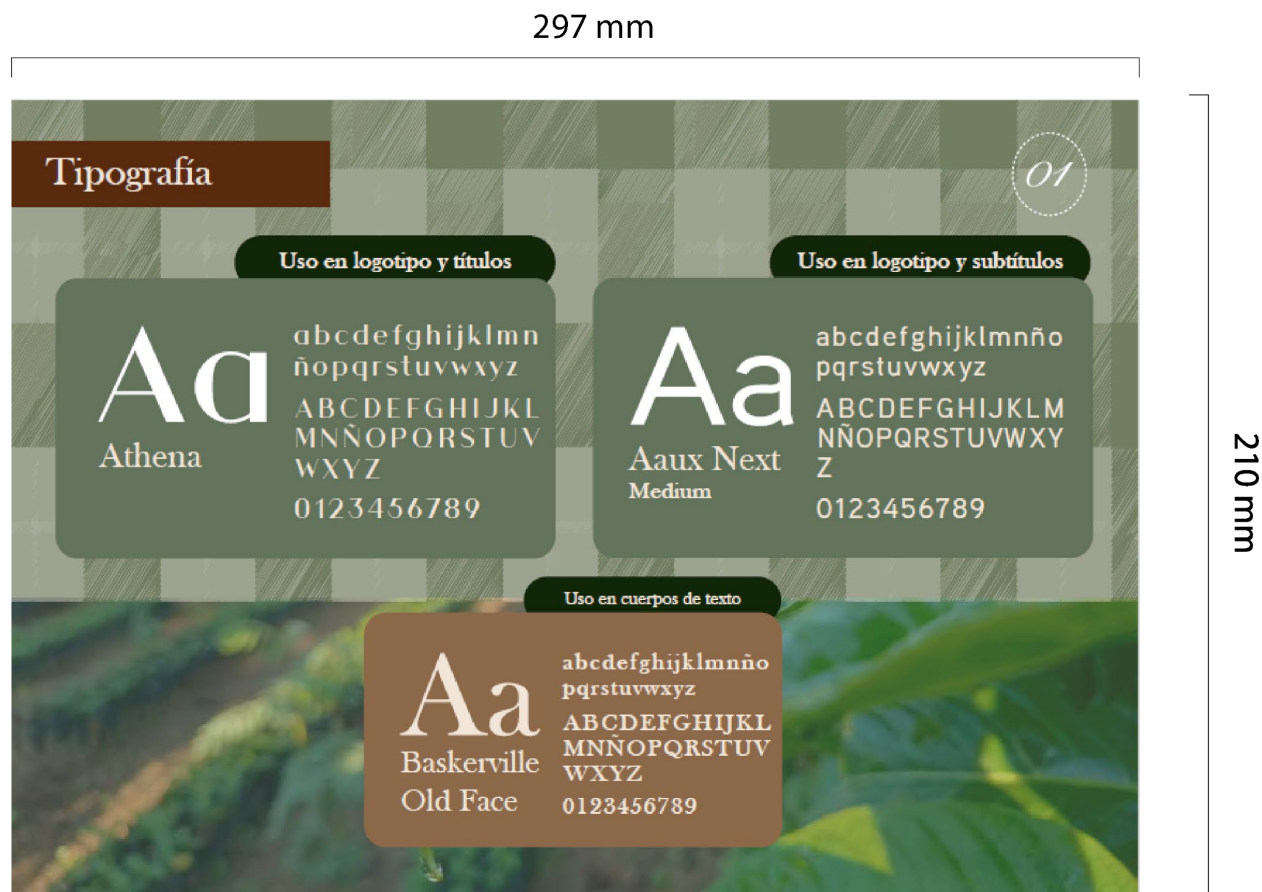 297 mm
Tipografía
01
Uso en logotipo y títulos
Aa
Athena
abcdefghijklmn
ñopqrstuvwxyz
ABCDEFGHIJKL
MNÑOPQRSTUV
WXYZ
0123456789
Uso en logotipo y subtítulos
Aa
Aaux Next
Medium
abcdefghijklmnño
pqrstuvwxyz
ABCDEFGHIJKLM
NÑOPQRSTUVWXY
Z
0123456789
Uso en cuerpos de texto
Aa
Baskerville
Old Face
abcdefghijklmnño
pqrstuvwxyz
ABCDEFGHIJKL
MNÑOPQRSTUV
WXYZ
0123456789
210 mm